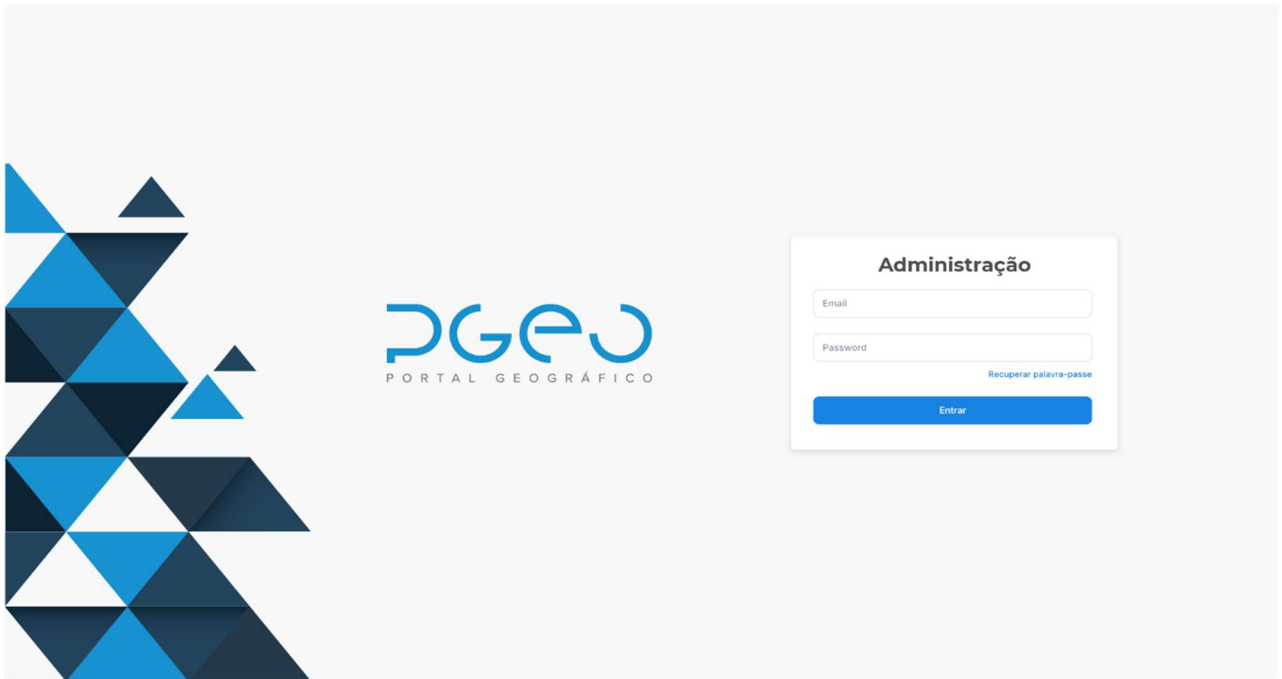 PGEO
PORTAL GEOGRÁFICO
Administração
Email
Password
Recuperar palavra-passe
Entrar